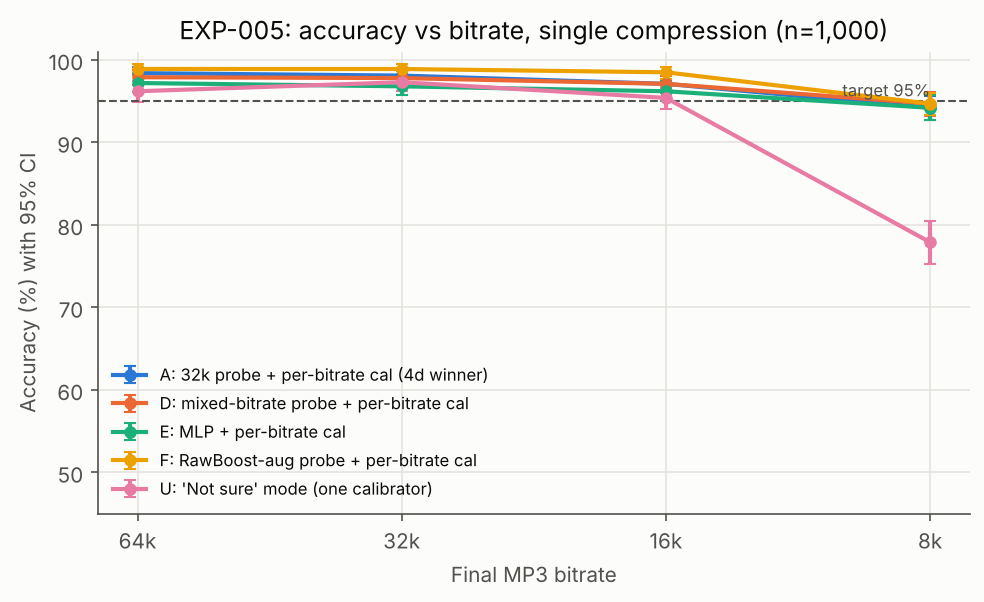 EXP-005: accuracy vs bitrate, single compression (n=1,000)
Accuracy (%) with 95% CI
100
90
80
70
60
50
target 95%
A: 32k probe + per-bitrate cal (4d winner)
D: mixed-bitrate probe + per-bitrate cal
E: MLP + per-bitrate cal
F: RawBoost-aug probe + per-bitrate cal
U: 'Not sure' mode (one calibrator)
64k
32k
16k
8k
Final MP3 bitrate